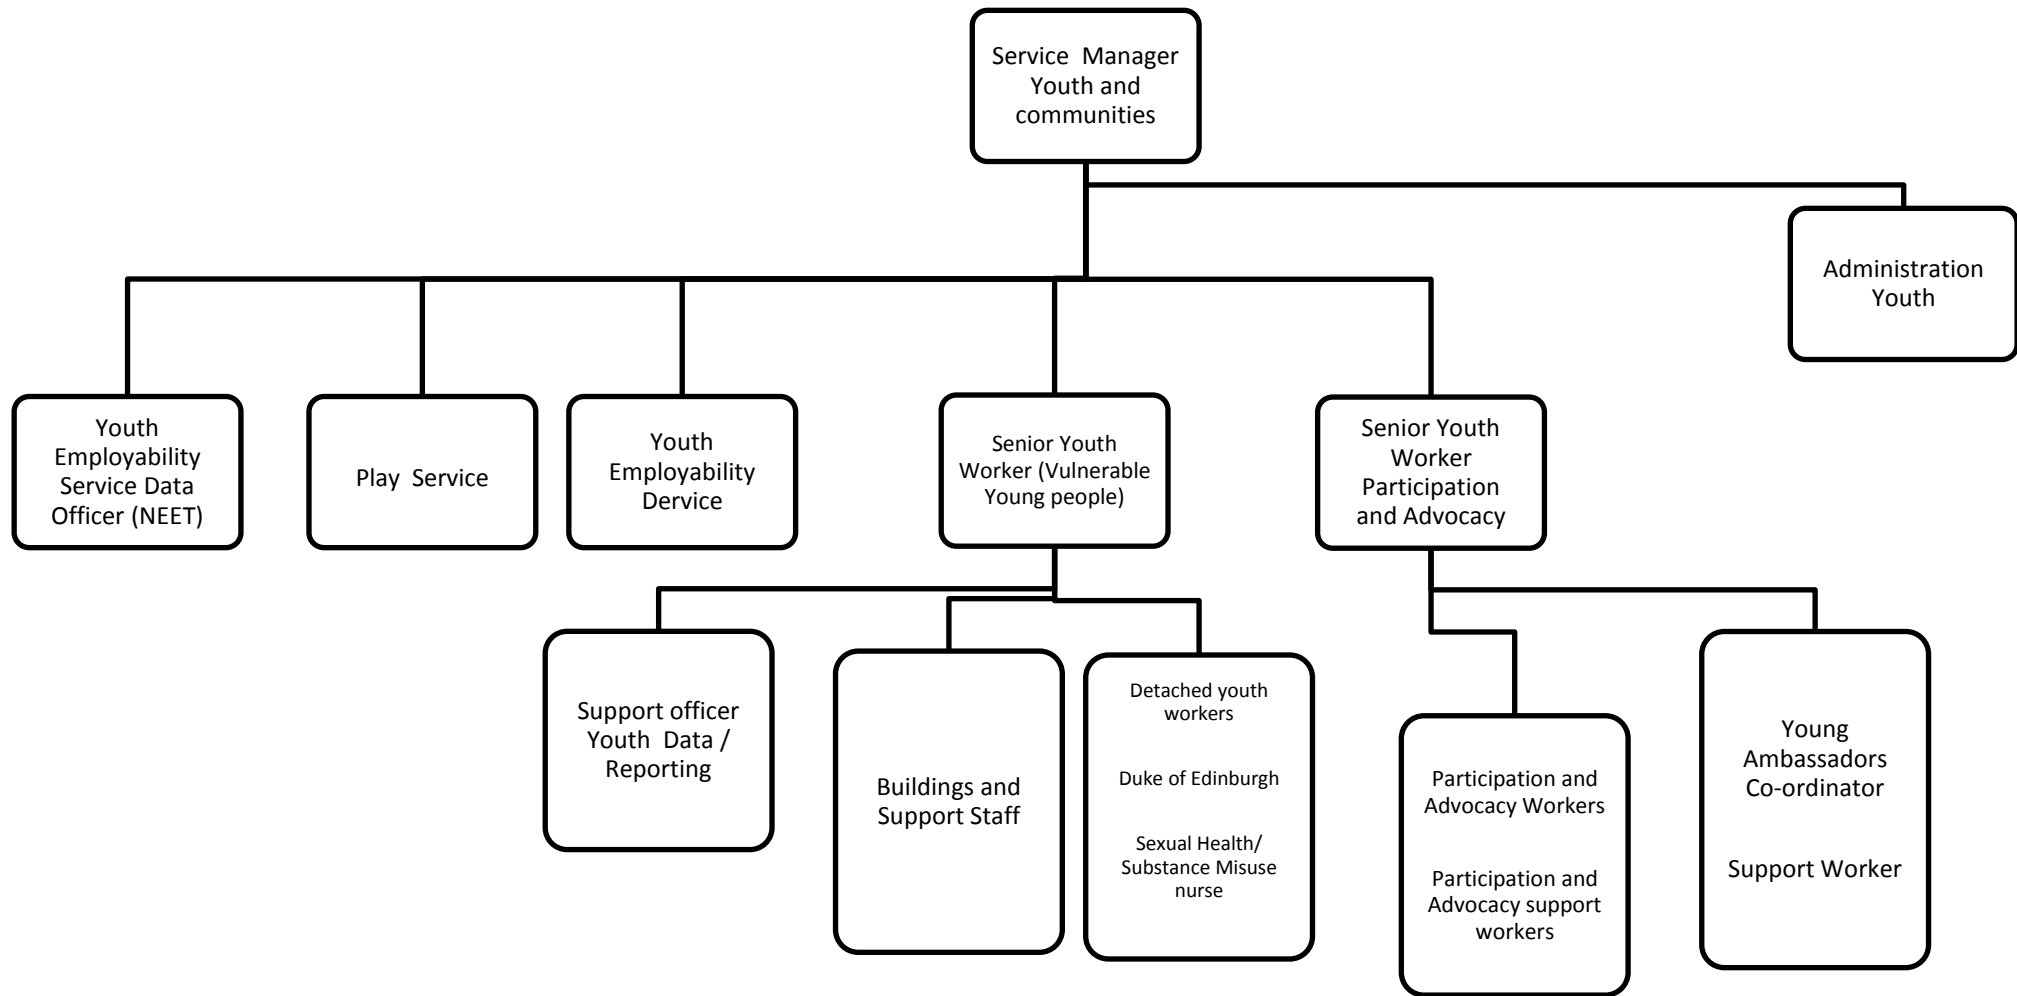 Service Manager
Youth and
communities
Administration
Youth
Youth
Employability
Service Data
Officer (NEET)
Play Service
Youth
Employability
Dervice
Senior Youth
Worker (Vulnerable
Young people)
Senior Youth
Worker
Participation
and Advocacy
Support officer
Youth Data /
Reporting
Buildings and
Support Staff
Detached youth
workers
Duke of Edinburgh
Sexual Health/
Substance Misuse
nurse
Participation and
Advocacy Workers
Participation and
Advocacy support
workers
Young
Ambassadors
Co-ordinator
Support Worker